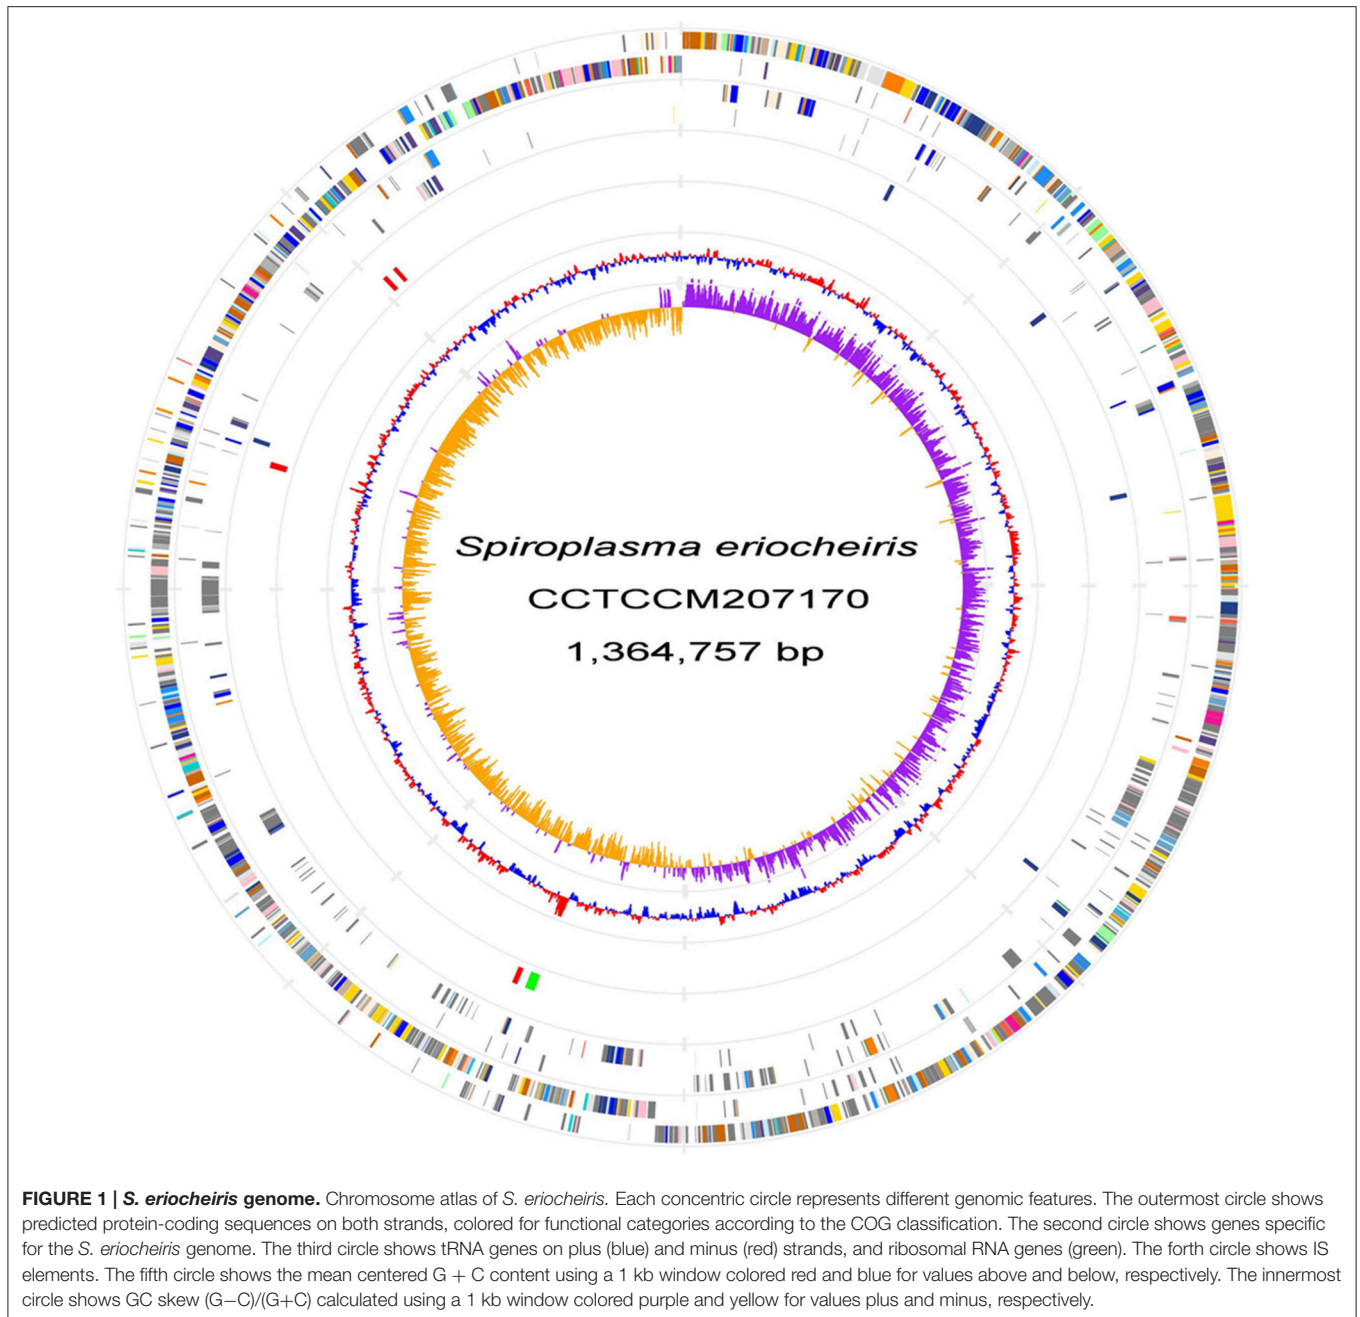 Spiroplasma eriocheiris
CCTCCM207170
1,364,757 bp
FIGURE 1 | S. eriocheiris genome. Chromosome atlas of S. eriocheiris. Each concentric circle represents different genomic features. The outermost circle shows
predicted protein-coding sequences on both strands, colored for functional categories according to the COG classification. The second circle shows genes specific
for the S. eriocheiris genome. The third circle shows tRNA genes on plus (blue) and minus (red) strands, and ribosomal RNA genes (green). The forth circle shows IS
elements. The fifth circle shows the mean centered G + C content using a 1 kb window colored red and blue for values above and below, respectively. The innermost
circle shows GC skew (G−C)/(G+C) calculated using a 1 kb window colored purple and yellow for values plus and minus, respectively.